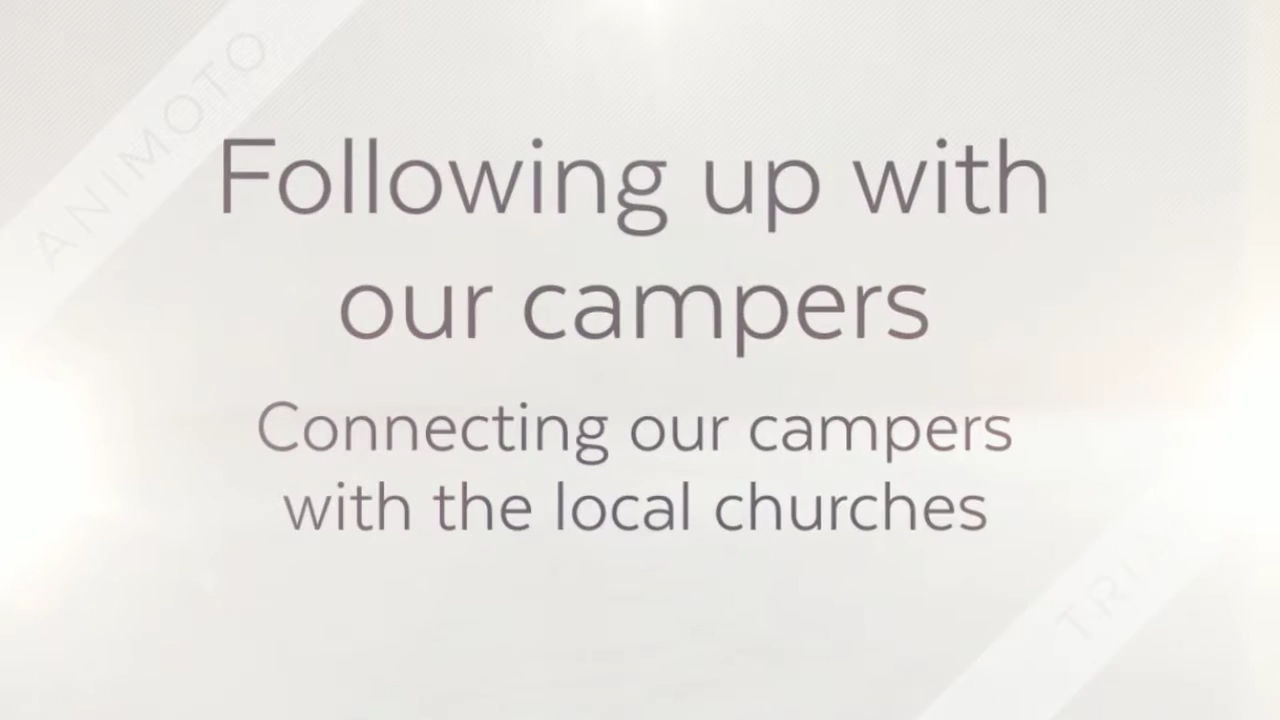 ANIMOTO
Following up with
our campers
Connecting our campers
with the local churches